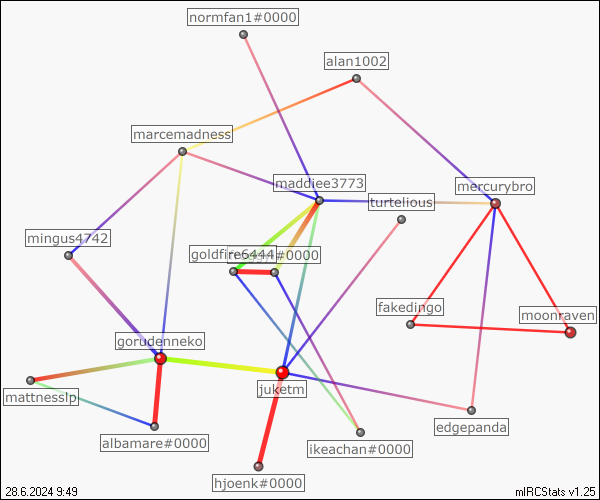 normfan1#0000
alan1002
marcemadness
maddiee3773
mercurybro
turtelious
mingus4742
goldfire6444
#0000
fakedingo
moonraven
gorudenneko
juketm
mattnesslp
edgepanda
albamare#0000
ikeachan#0000
hjoenk#0000
28.6.2024 9:49
mIRCStats v1.25